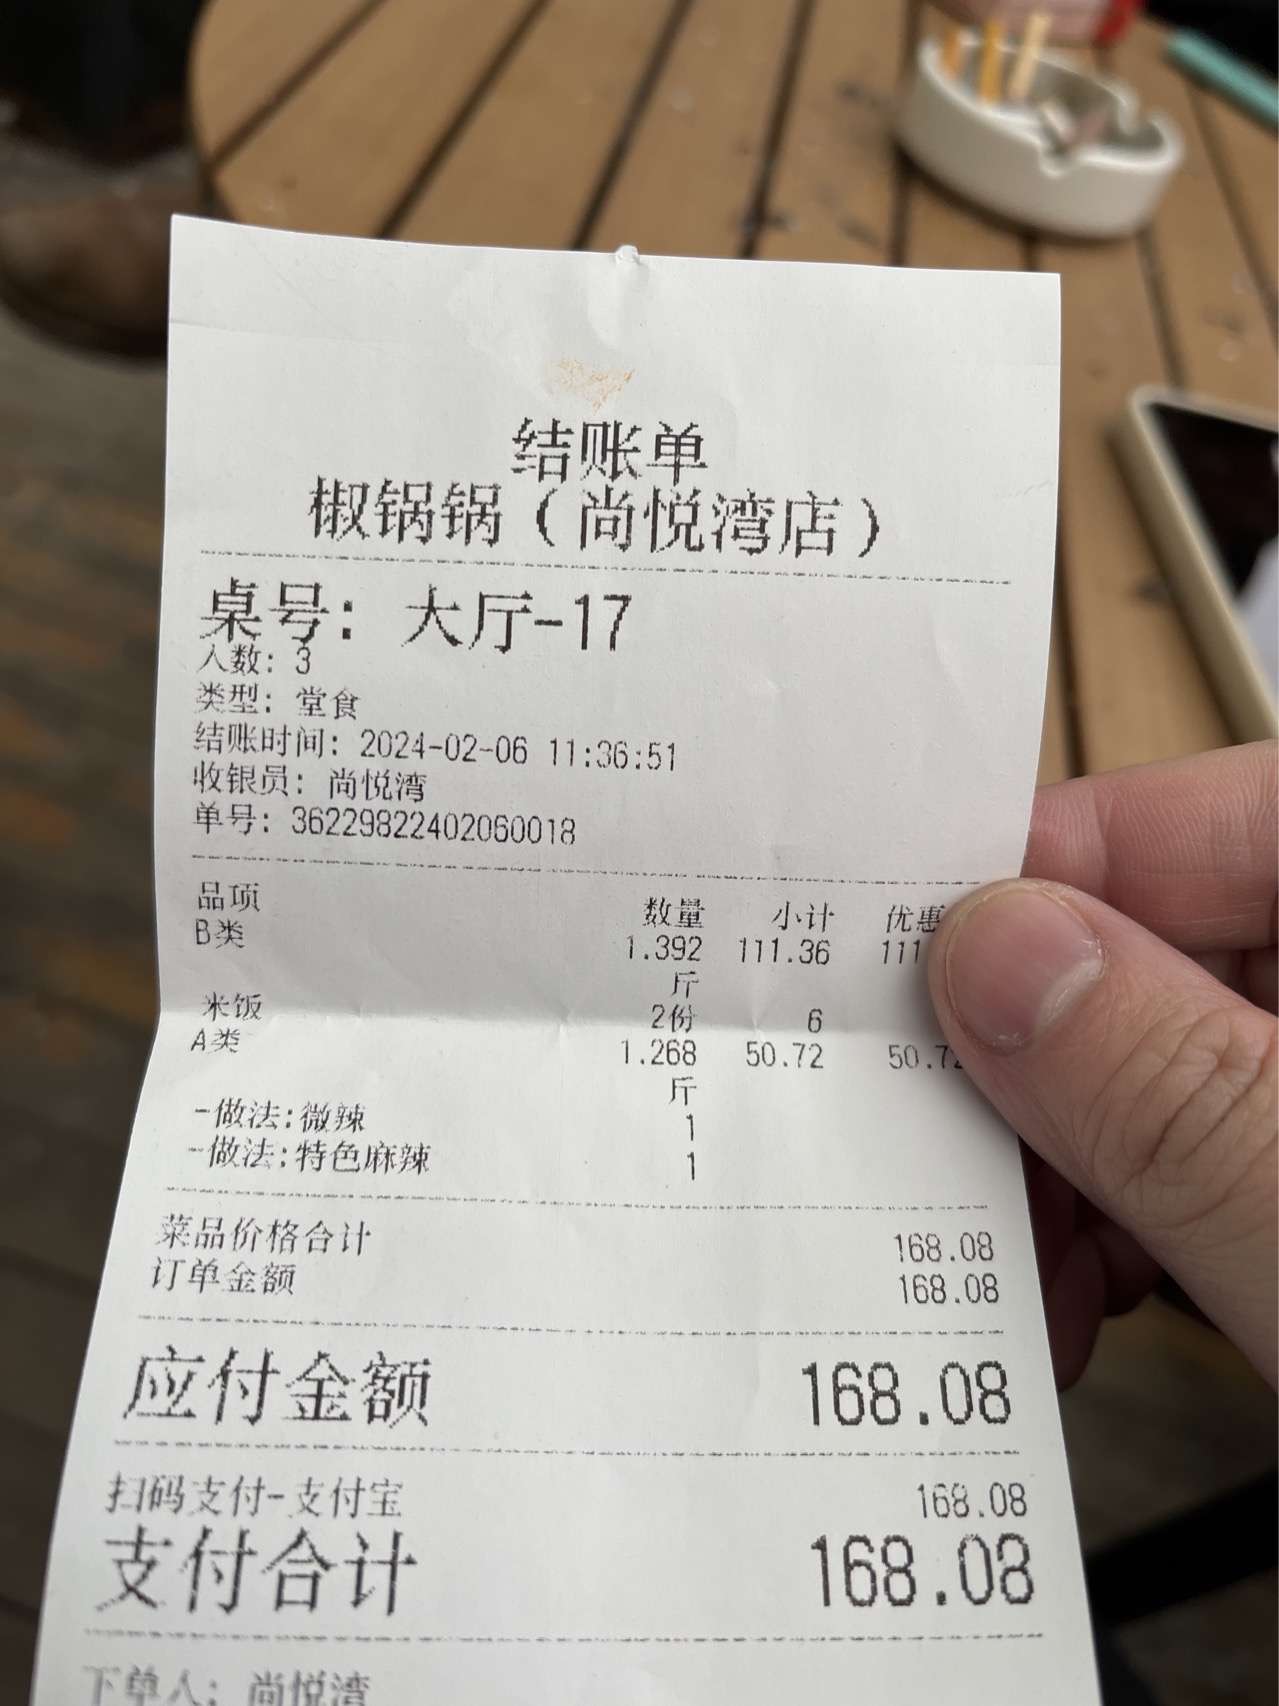 结账单
椒锅锅（尚悦湾店）
桌号: 大厅-17
人数: 3
类型: 堂食
结账时间: 2024-02-06 11:36:51
收银员: 尚悦湾
单号: 36229822402060018
品项 数量 小计 优惠
B类 1.392 111.36 111
斤
米饭 2份 6
A类 1.268 50.72 50.72
斤
-做法:微辣 1
-做法:特色麻辣 1
菜品价格合计 168.08
订单金额 168.08
应付金额 168.08
扫码支付-支付宝 168.08
支付合计 168.08
下单人: 尚悦湾